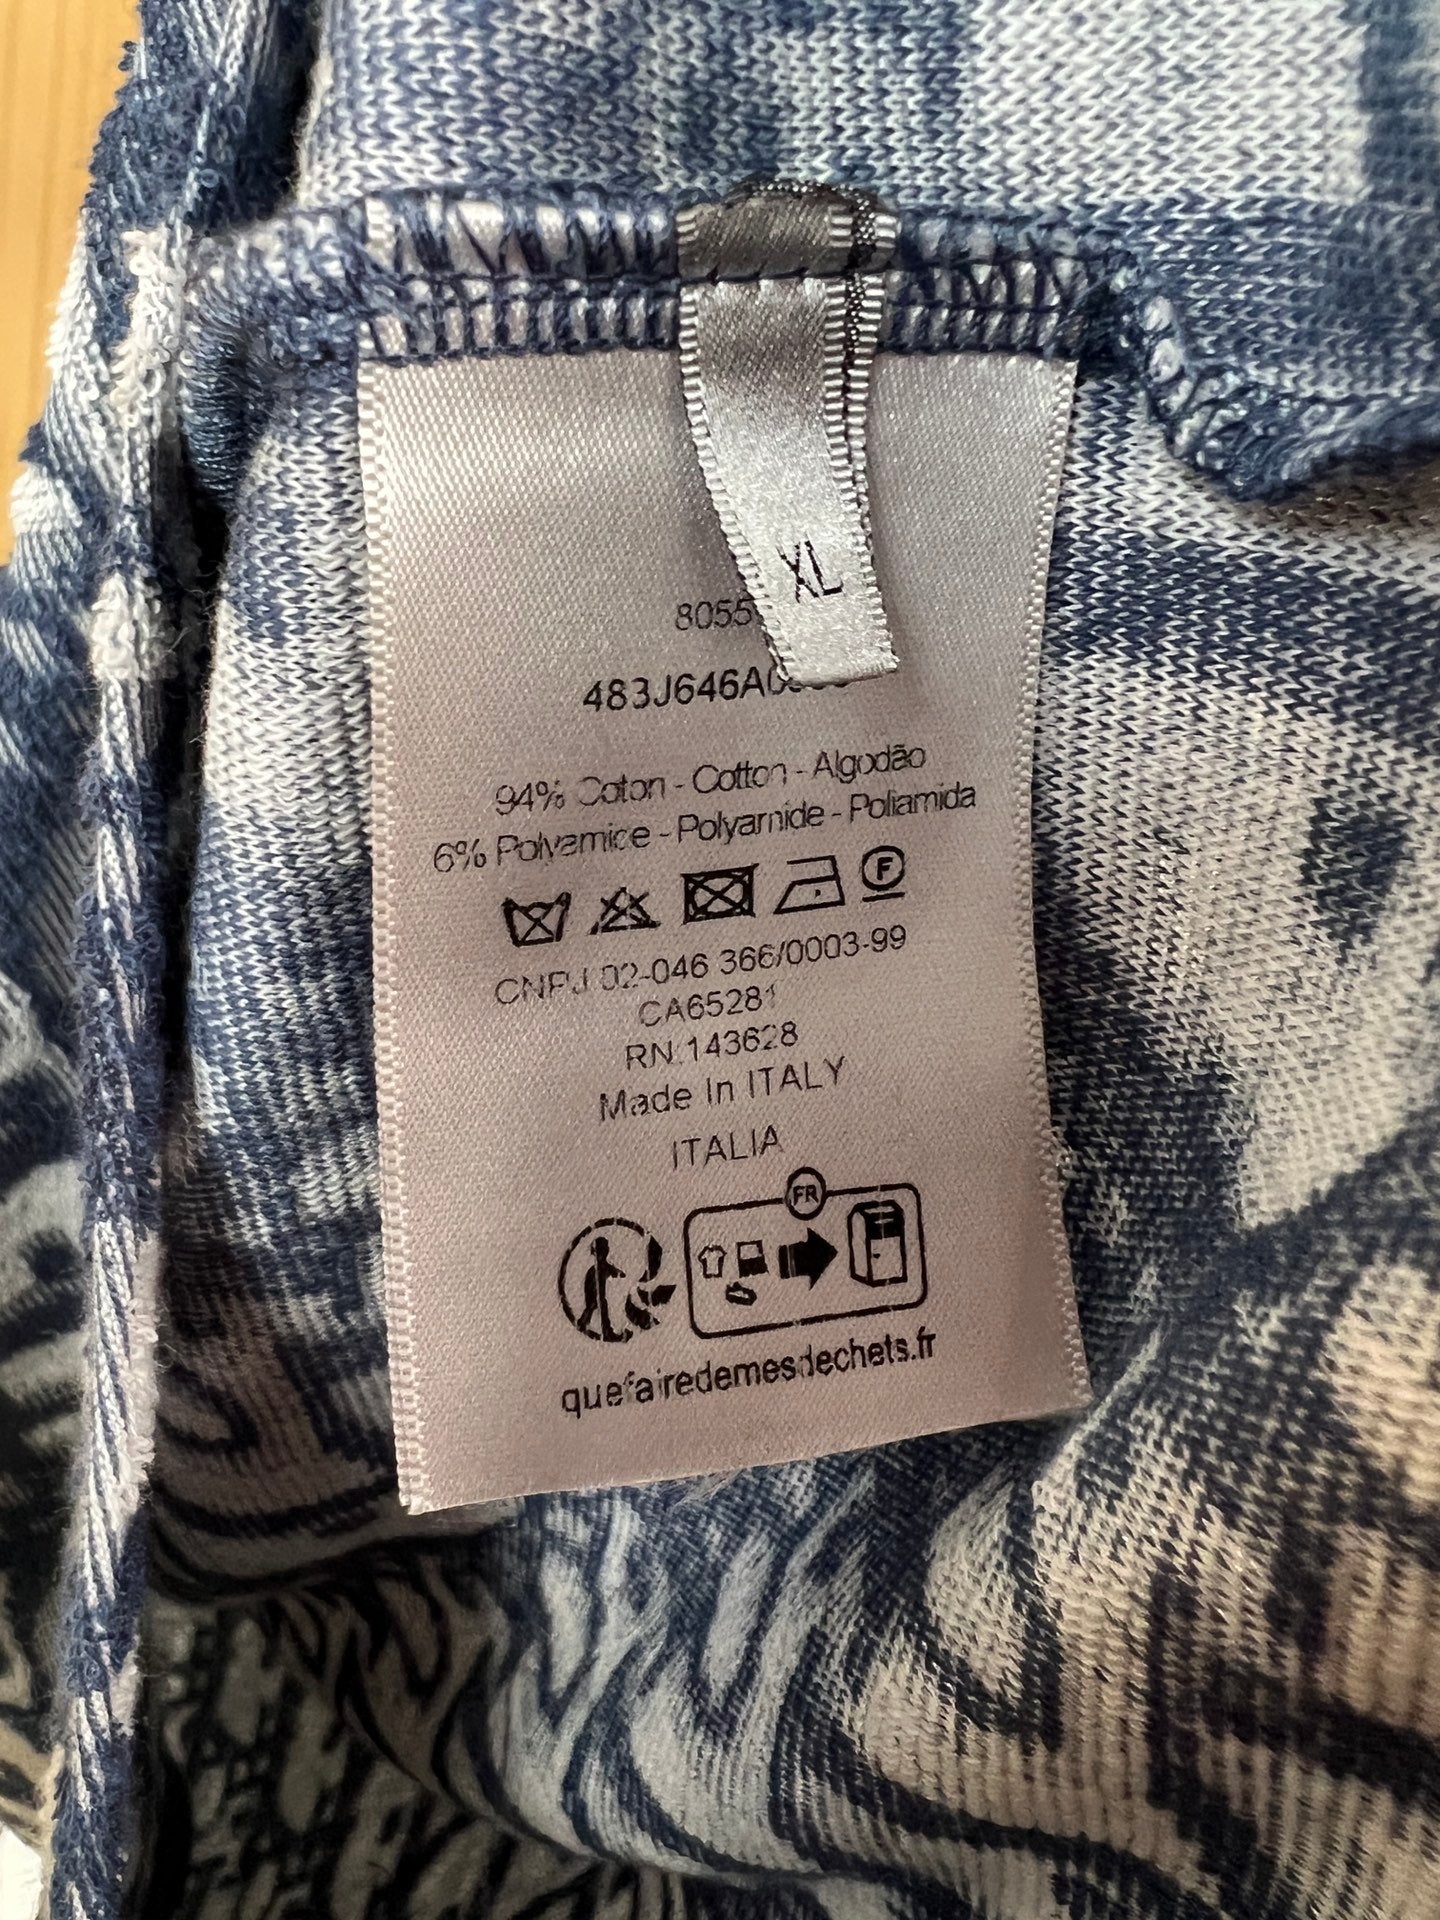 XL
8055
483J646A0
94% Coton - Cotton - Algodão
6% Polyamide - Polyamide - Poliamida
F
CNPJ 02-046 366/0003-99
CA65281
RN 143628
Made In ITALY
ITALIA
FR
quefairedemesdechets.fr